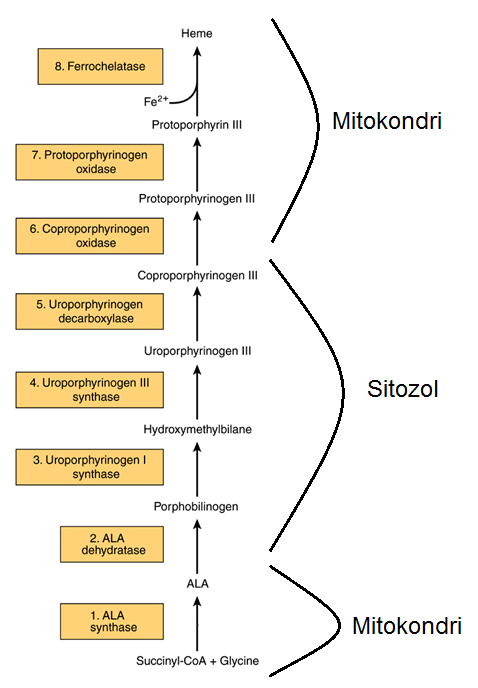 Heme
8. Ferrochelatase
Fe2+
Protoporphyrin III
Mitokondri
7. Protoporphyrinogen
oxidase
Protoporphyrinogen III
6. Coproporphyrinogen
oxidase
Coproporphyrinogen III
5. Uroporphyrinogen
decarboxylase
Uroporphyrinogen III
Sitozol
4. Uroporphyrinogen III
synthase
Hydroxymethylbilane
3. Uroporphyrinogen I
synthase
Porphobilinogen
2. ALA
dehydratase
ALA
1. ALA
synthase
Mitokondri
Succinyl-CoA + Glycine